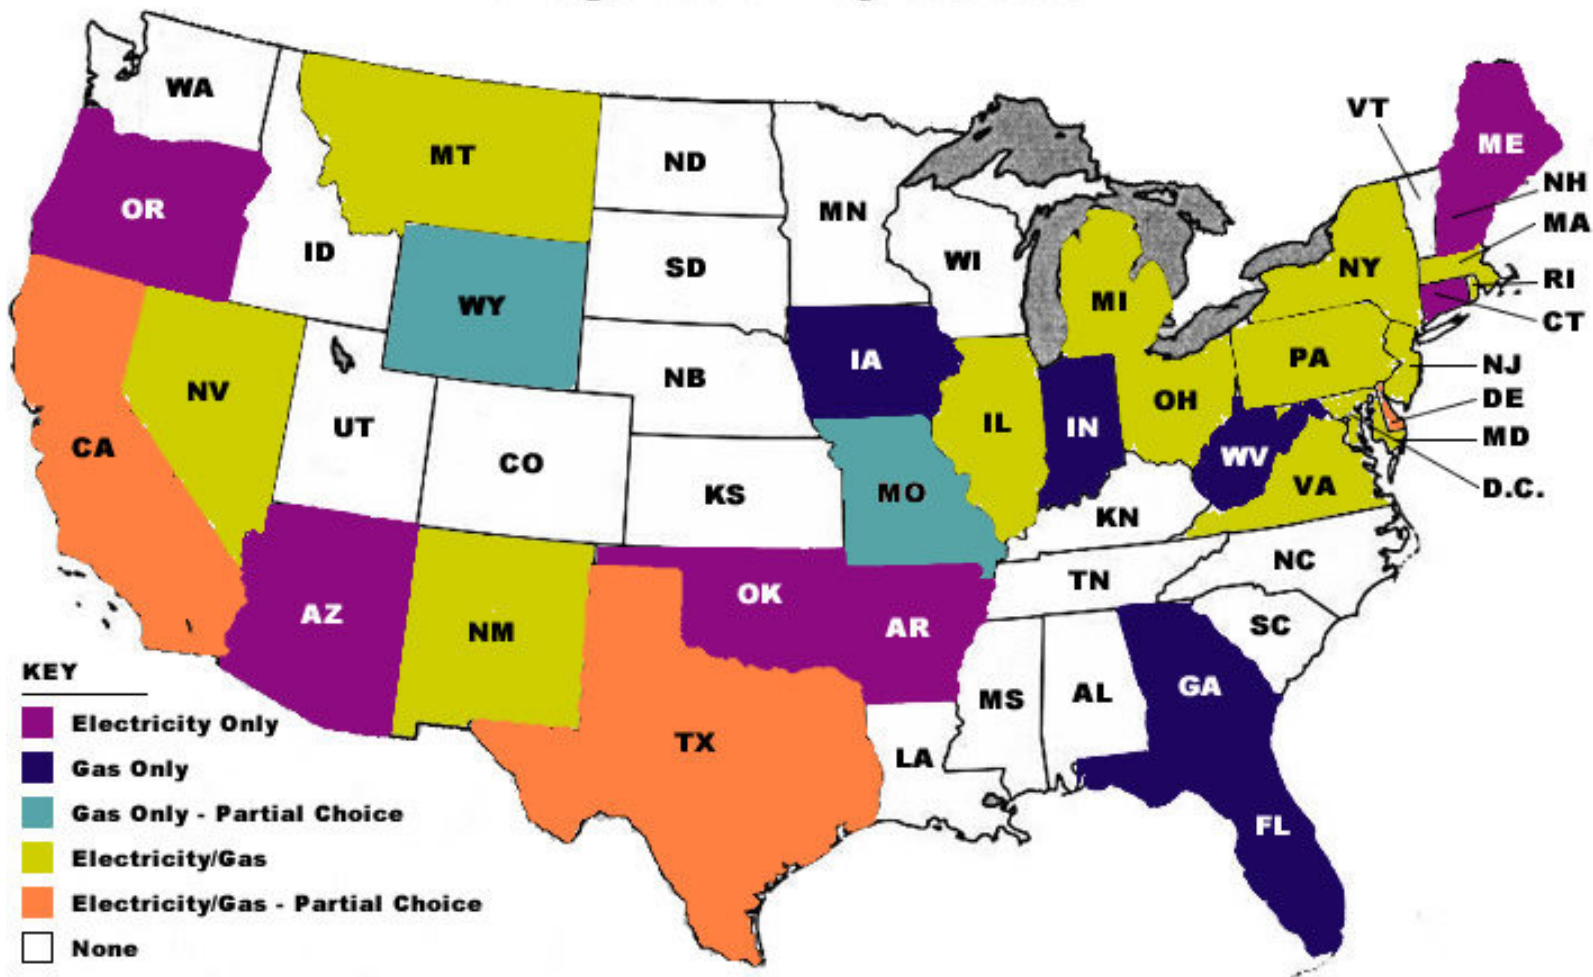 WA
VT
ME
MT
ND
NH
OR
MN
MA
ID
SD
WI
NY
RI
WY
MI
CT
IA
PA
NJ
NB
NV
OH
DE
UT
IL
IN
MD
CA
CO
WV
KS
MO
VA
D.C.
KN
NC
TN
OK
AZ
AR
SC
NM
KEY
GA
MS
AL
Electricity Only
TX
LA
Gas Only
Gas Only - Partial Choice
FL
Electricity/Gas
Electricity/Gas - Partial Choice
None